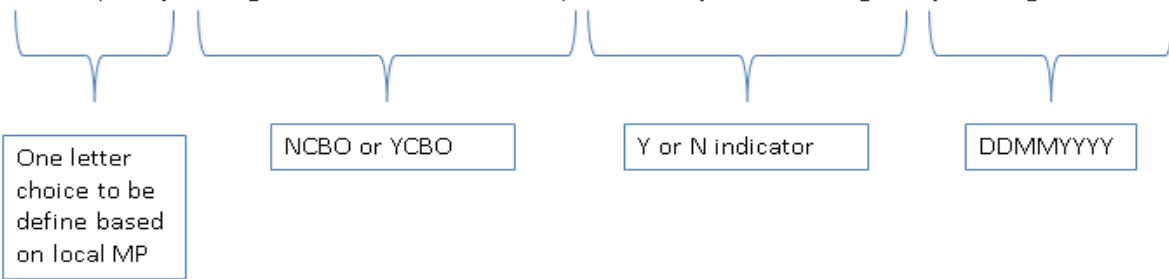 NCBO or YCBO
Y or N indicator
DDMMYYYY
One letter
choice to be
define based
on local MP